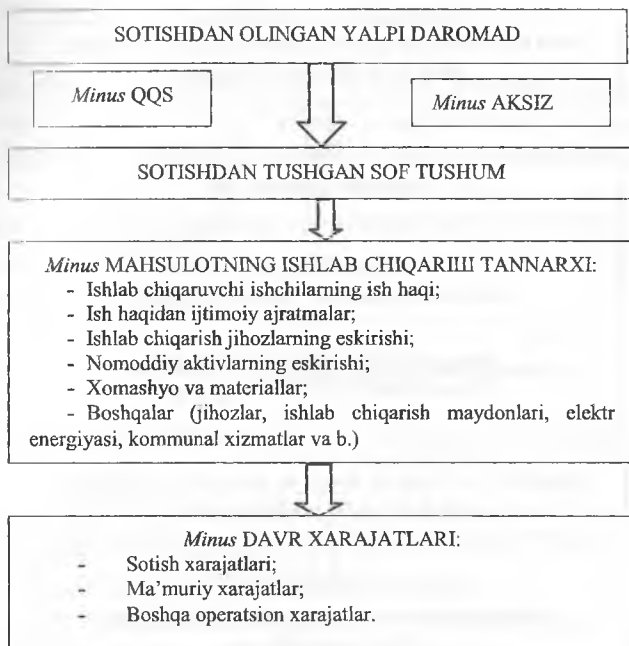 SOTISHDAN OLINGAN YALPI DAROMAD
Minus QQS
Minus AKSIZ
SOTISHDAN TUSHGAN SOF TUSHUM
Minus MAHSULOTNING ISHLAB CHIQARILI TANNARXI:
- Ishlab chiqaruvchi ishchilarning ish haqi;
- Ish haqidan ijtimoiy ajratmalar;
- Ishlab chiqarish jihozlarning eskirishi;
- Nomoddiy aktivlarning eskirishi;
- Xomashyo va materiallar;
- Boshqalar (jihozlar, ishlab chiqarish maydonlari, elektr
energiyasi, kommunal xizmatlar va b.)
Minus DAVR XARAJATLARI:
- Sotish xarajatlari;
- Ma’muriy xarajatlar;
- Boshqa operatsion xarajatlar.